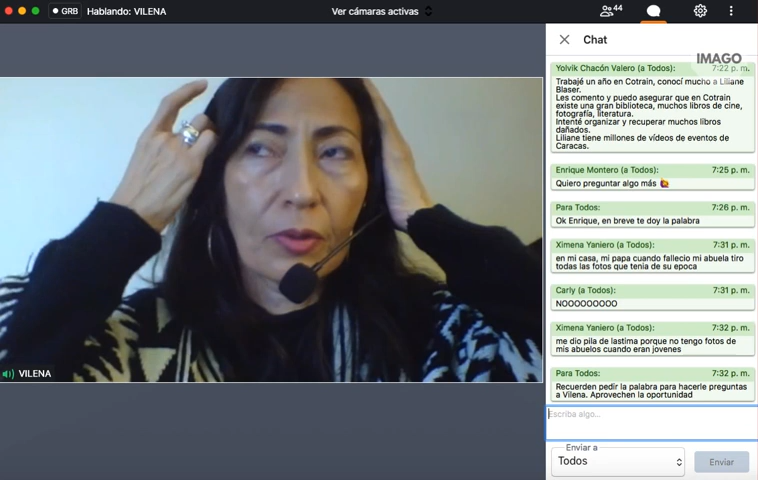 GRB
Hablando: VILENA
Ver cámaras activas
44
Chat
IMAGO
Yolvik Chacón Valero (a Todos): 7:22 p. m.
Trabajé un año en Cotrain, conocí mucho a Liliane
Blaser.
Les comento y puedo asegurar que en Cotrain
existe una gran biblioteca, muchos libros de cine,
fotografía, literatura.
Intenté organizar y recuperar muchos libros
dañados.
Liliane tiene millones de vídeos de eventos de
Caracas.
Enrique Montero (a Todos): 7:25 p. m.
Quiero preguntar algo más
Para Todos: 7:26 p. m.
Ok Enrique, en breve te doy la palabra
Ximena Yaniero (a Todos): 7:31 p. m.
en mi casa, mi papa cuando fallecio mi abuela tiro
todas las fotos que tenia de su epoca
Carly (a Todos): 7:31 p. m.
NOOOOOOOOO
Ximena Yaniero (a Todos): 7:32 p. m.
me dio pila de lastima porque no tengo fotos de
mis abuelos cuando eran jovenes
Para Todos: 7:32 p. m.
Recuerden pedir la palabra para hacerle preguntas
a Vilena. Aprovechen la oportunidad
Escriba algo...
Enviar a
Todos
Enviar
VILENA